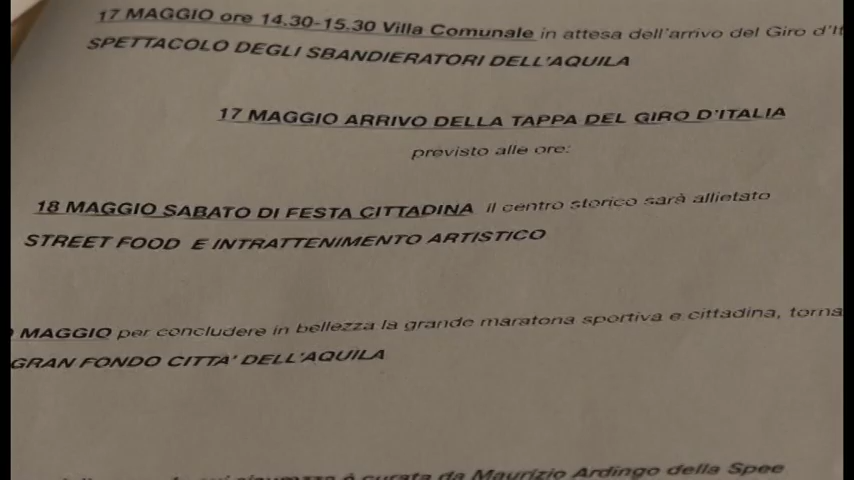 17 MAGGIO ore 14.30-15.30 Villa Comunale in attesa dell'arrivo del Giro d'It
SPETTACOLO DEGLI SBANDIERATORI DELL'AQUILA
17 MAGGIO ARRIVO DELLA TAPPA DEL GIRO D'ITALIA
previsto alle ore:
18 MAGGIO SABATO DI FESTA CITTADINA il centro storico sarà allietato
STREET FOOD E INTRATTENIMENTO ARTISTICO
MAGGIO per concludere in bellezza la grande maratona sportiva e cittadina, torna
GRAN FONDO CITTA' DELL'AQUILA
è curata da Maurizio Ardingo della Spee